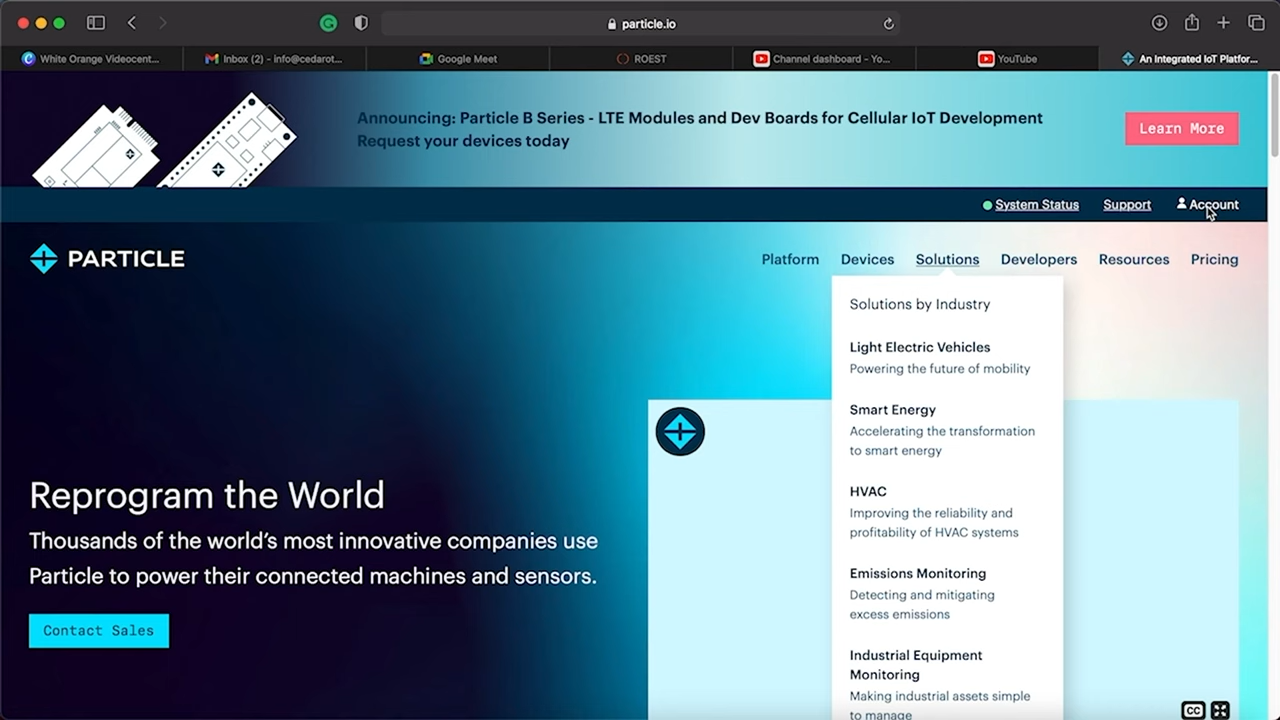 particle.io
White Orange Videocent...
Inbox (2) - info@cedarot...
Google Meet
ROEST
Channel dashboard - Yo...
YouTube
An Integrated IoT Platfor...
Announcing: Particle B Series - LTE Modules and Dev Boards for Cellular IoT Development
Request your devices today
Learn More
System Status
Support
Account
PARTICLE
Platform
Devices
Solutions
Developers
Resources
Pricing
Solutions by Industry
Light Electric Vehicles
Powering the future of mobility
Smart Energy
Accelerating the transformation
to smart energy
HVAC
Improving the reliability and
profitability of HVAC systems
Emissions Monitoring
Detecting and mitigating
excess emissions
Industrial Equipment
Monitoring
Making industrial assets simple
to manage
Reprogram the World
Thousands of the world's most innovative companies use
Particle to power their connected machines and sensors.
Contact Sales
CC